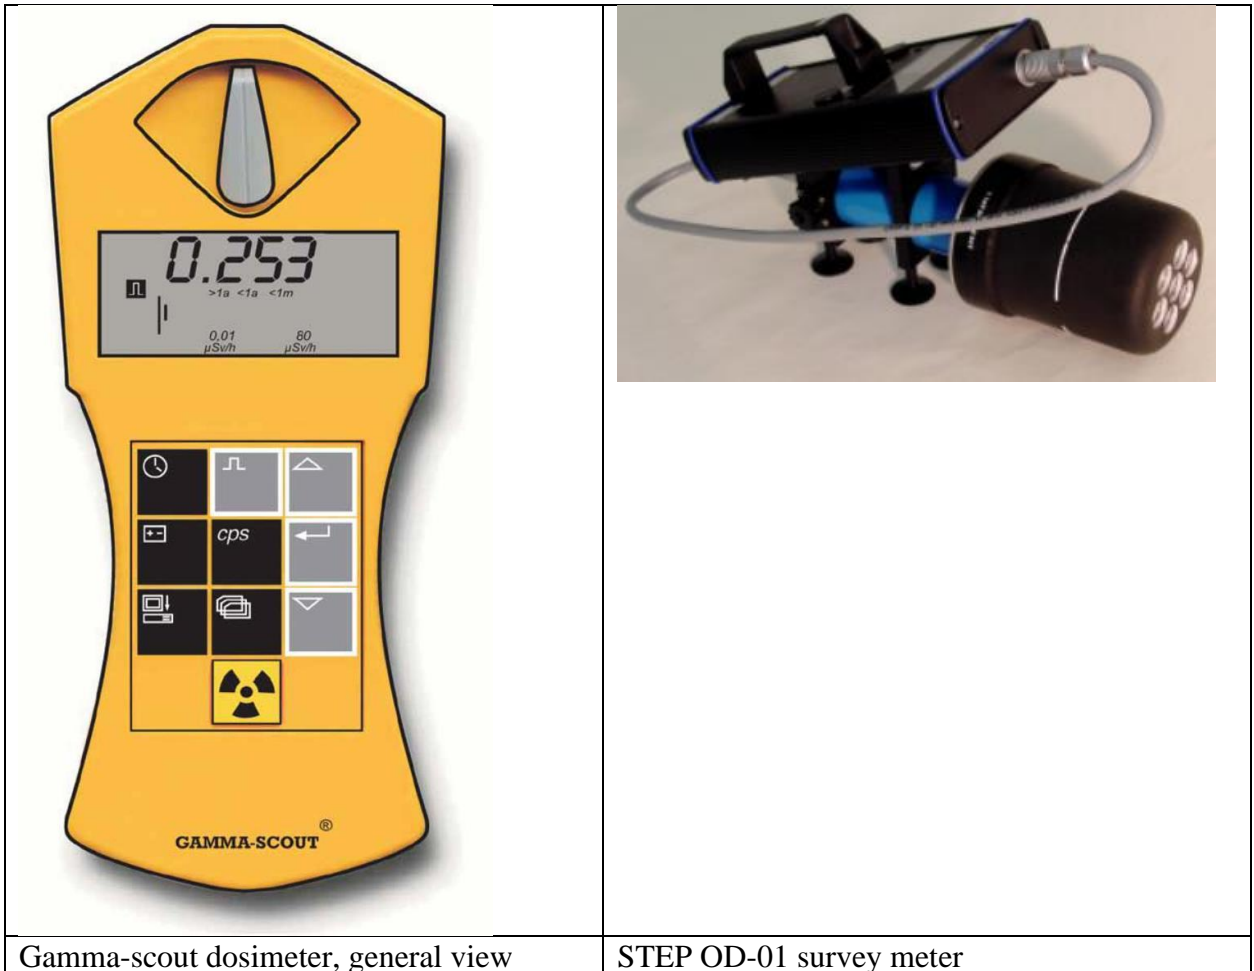 0.253
>1a <1a <1m
0,01 80
µSv/h µSv/h
cps
GAMMA-SCOUT ®
Gamma-scout dosimeter, general view
STEP OD-01 survey meter